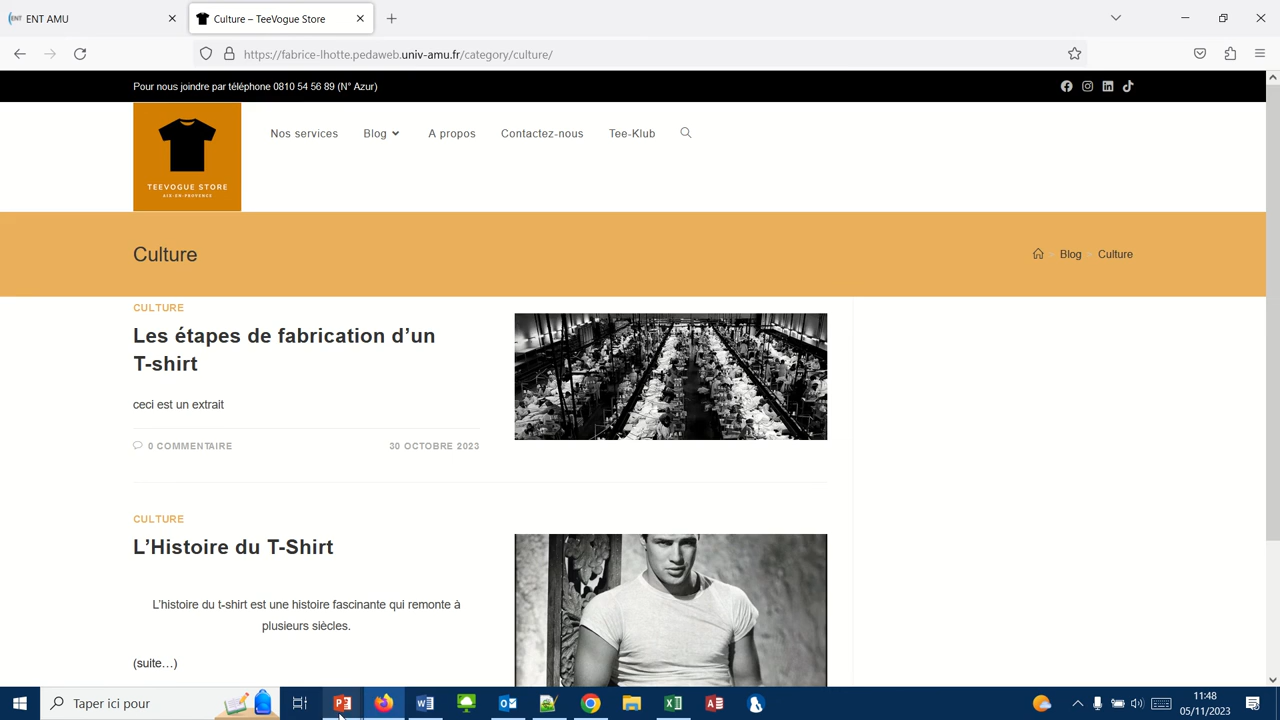 ENT AMU
Culture – TeeVogue Store
https://fabrice-lhotte.pedaweb.univ-amu.fr/category/culture/
Pour nous joindre par téléphone 0810 54 56 89 (N° Azur)
TEEVOGUE STORE
AIX-EN-PROVENCE
Nos services Blog A propos Contactez-nous Tee-Klub
Culture
Blog Culture
CULTURE
Les étapes de fabrication d’un
T-shirt
ceci est un extrait
0 COMMENTAIRE 30 OCTOBRE 2023
CULTURE
L’Histoire du T-Shirt
L’histoire du t-shirt est une histoire fascinante qui remonte à
plusieurs siècles.
(suite…)
Taper ici pour
11:48
05/11/2023